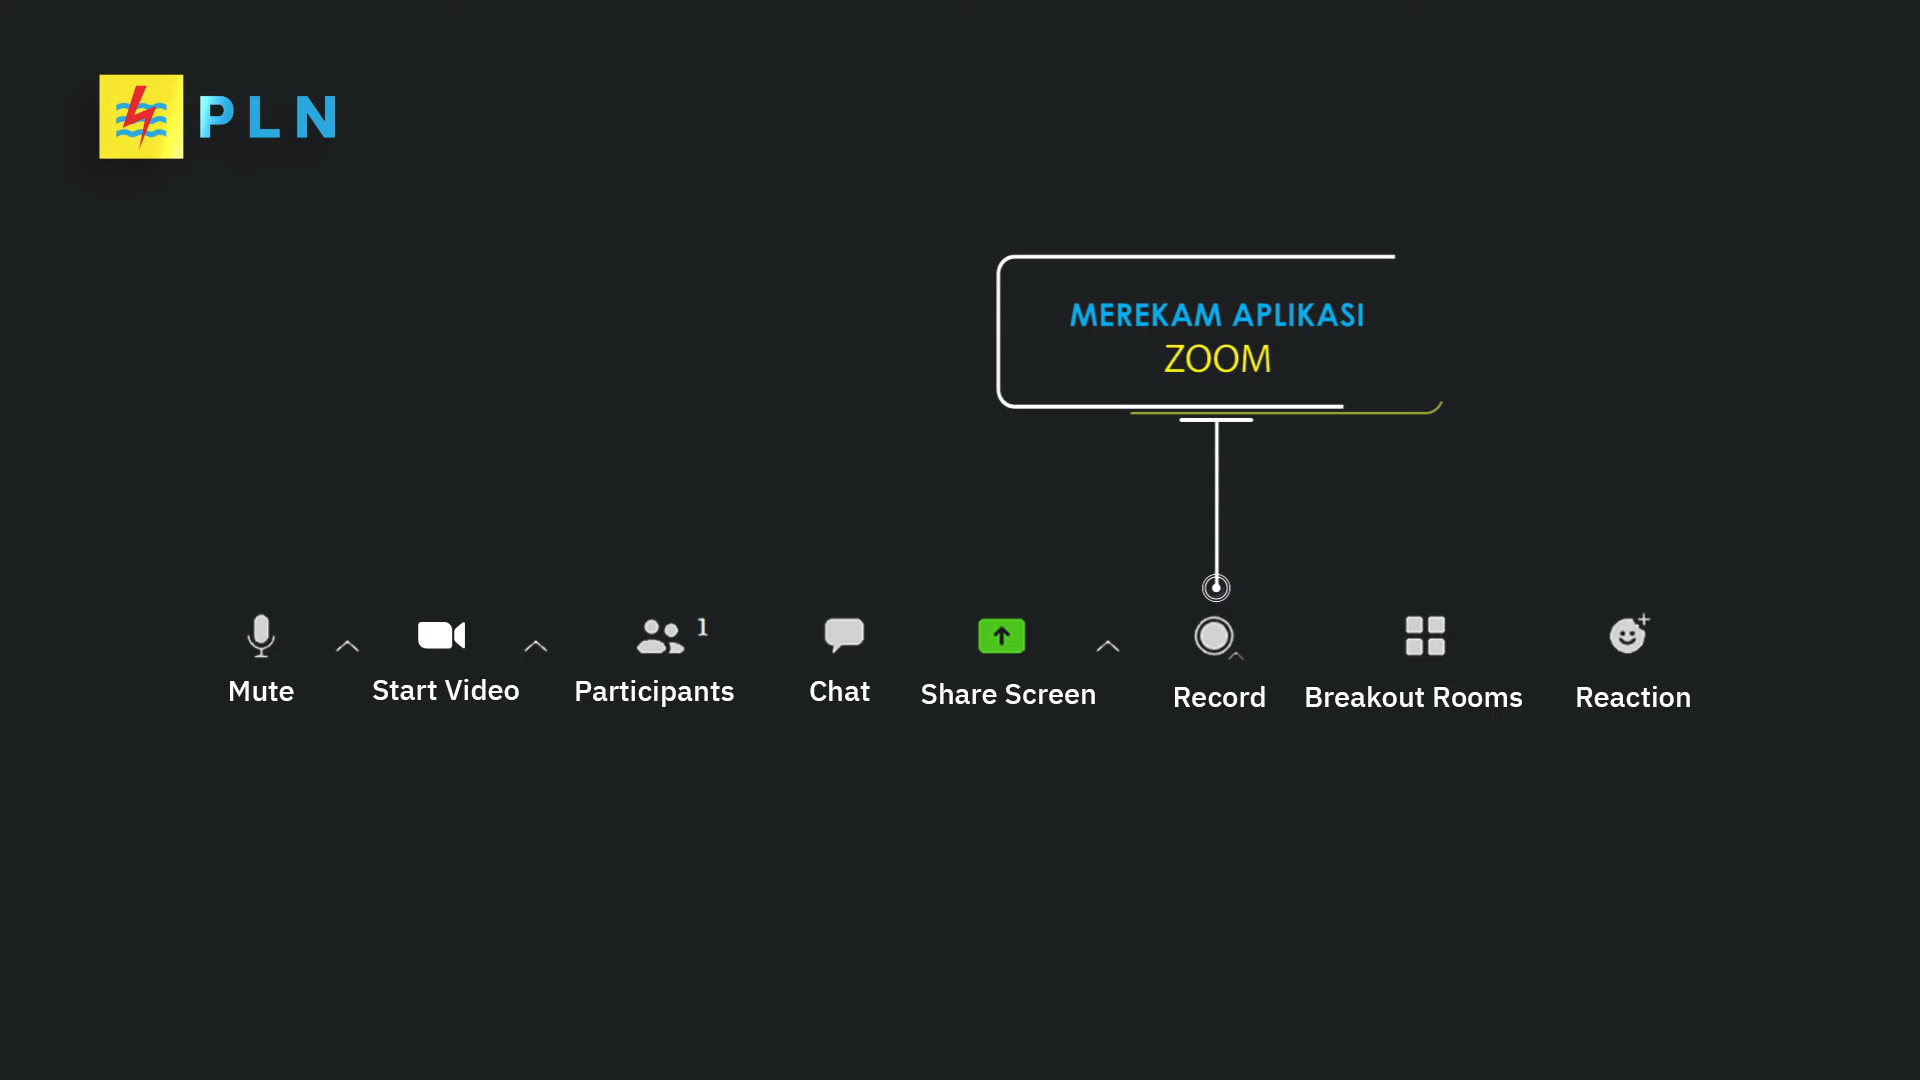 PLN
MEREKAM APLIKASI
ZOOM
1
Mute
Start Video
Participants
Chat
Share Screen
Record
Breakout Rooms
Reaction